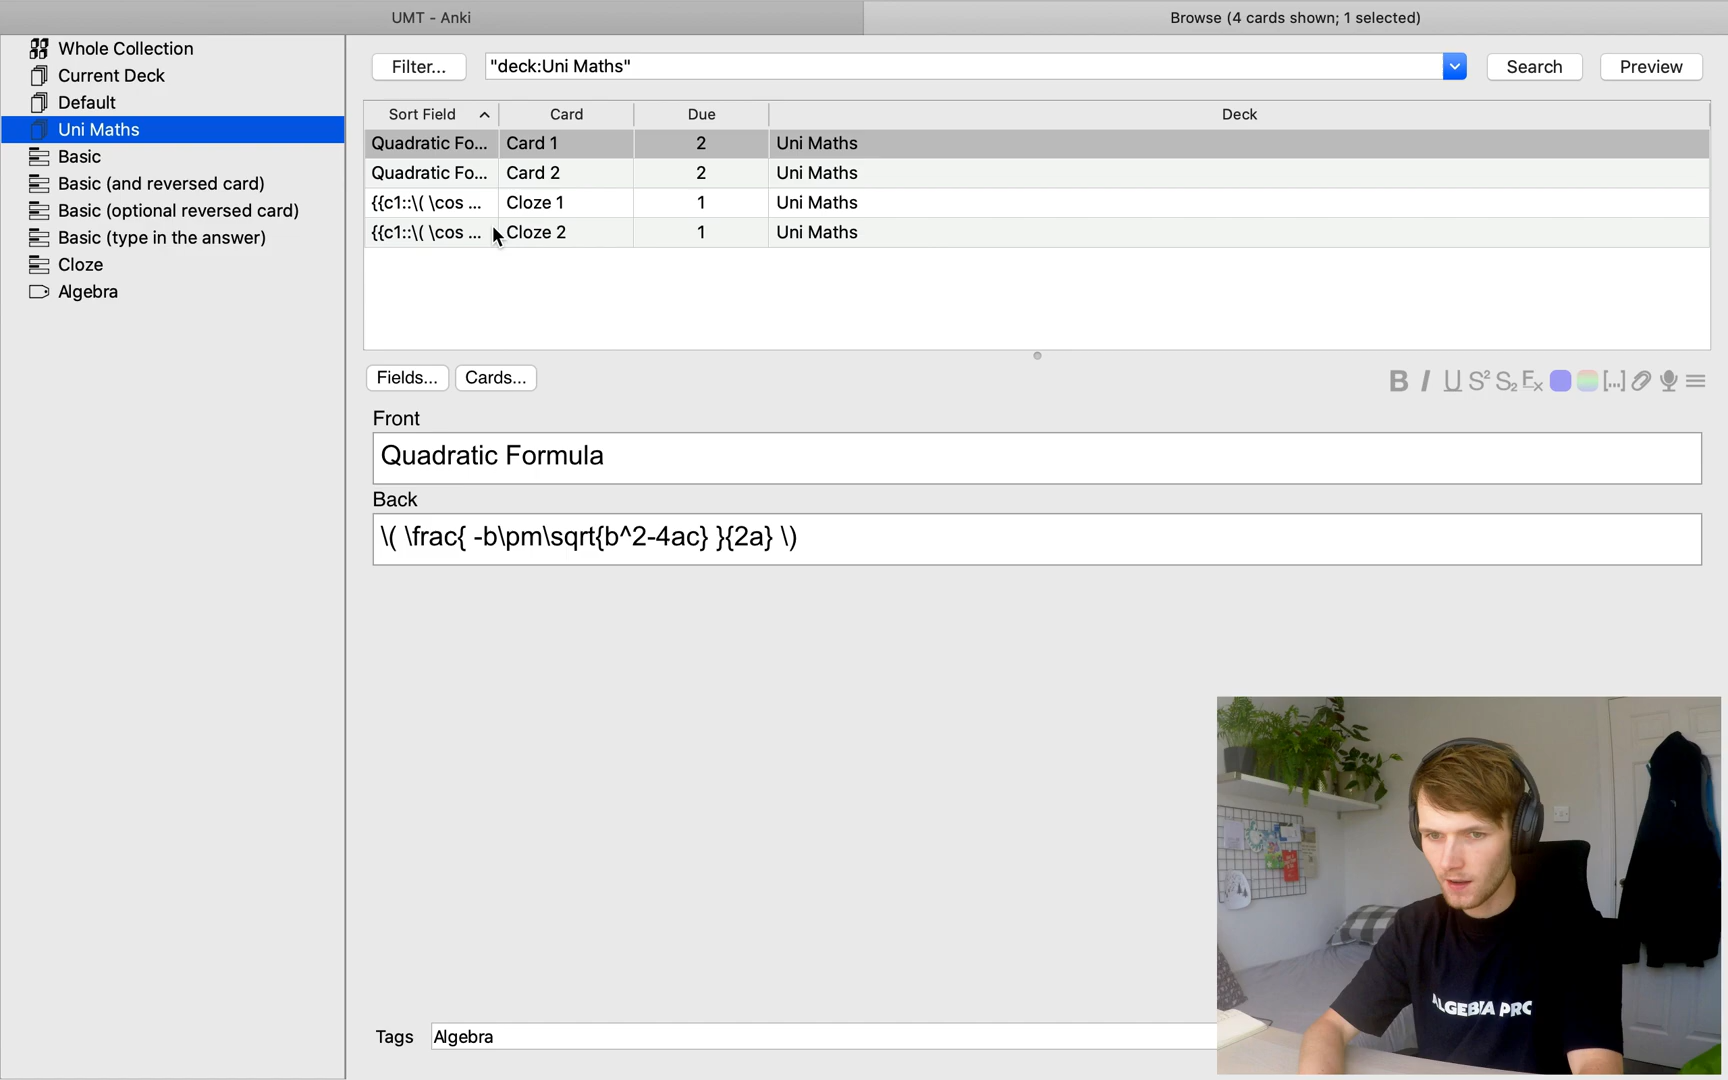 UMT - Anki
Browse (4 cards shown; 1 selected)
Whole Collection
Current Deck
Default
Uni Maths
Basic
Basic (and reversed card)
Basic (optional reversed card)
Basic (type in the answer)
Cloze
Algebra
Filter...
"deck:Uni Maths"
Search
Preview
Sort Field Card Due Deck
Quadratic Fo... Card 1 2 Uni Maths
Quadratic Fo... Card 2 2 Uni Maths
{{c1::\( \cos ... Cloze 1 1 Uni Maths
{{c1::\( \cos ... Cloze 2 1 Uni Maths
Fields... Cards...
B I U S² S₂ Ex [...]
Front
Quadratic Formula
Back
\( \frac{ -b\pm\sqrt{b^2-4ac} }{2a} \)
Tags Algebra